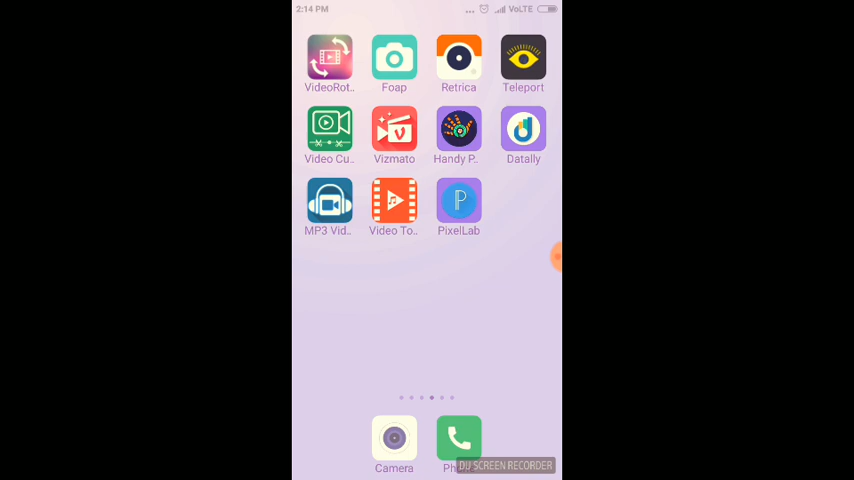 2:14 PM ... VoLTE
VideoRot.. Foap Retrica Teleport
Video Cu.. Vizmato Handy P.. Datally
MP3 Vid.. Video To.. PixelLab
Camera
DU SCREEN RECORDER